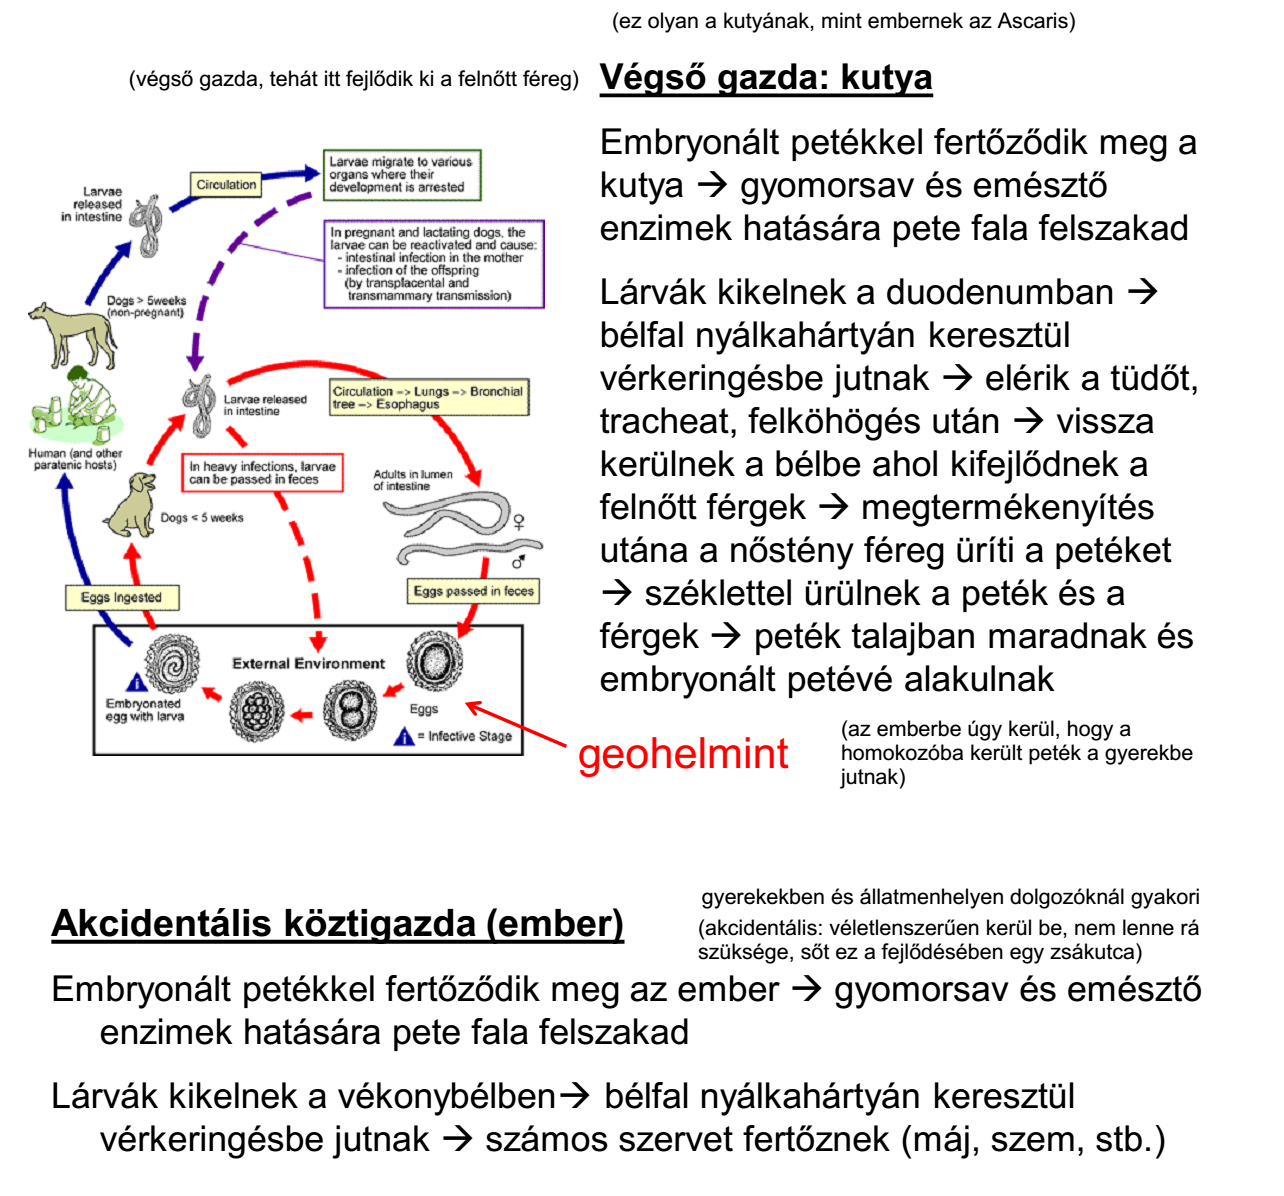 (ez olyan a kutyának, mint embernek az Ascaris)
(végső gazda, tehát itt fejlődik ki a felnőtt féreg)
Végső gazda: kutya
Embryonált petékkel fertőződik meg a
kutya → gyomorsav és emésztő
enzimek hatására pete fala felszakad
Lárvák kikelnek a duodenumban →
bélfal nyálkahártyán keresztül
vérkeringésbe jutnak → elérik a tüdőt,
tracheat, felköhögés után → vissza
kerülnek a bélbe ahol kifejlődnek a
felnőtt férgek → megtermékenyítés
utána a nőstény féreg üríti a petéket
→ széklettel ürülnek a peték és a
férgek → peték talajban maradnak és
embryonált petévé alakulnak
Larvae migrate to various
organs where their
development is arrested
Circulation
Larvae
released
in intestine
In pregnant and lactating dogs, the
larvae can be reactivated and cause:
- intestinal infection in the mother
- infection of the offspring
(by transplacental and
transmammary transmission)
Dogs > 5weeks
(non-pregnant)
Larvae released
in intestine
Circulation –> Lungs –> Bronchial
tree –> Esophagus
Human (and other
paratenic hosts)
In heavy infections, larvae
can be passed in feces
Adults in lumen
of intestine
♀
♂
Dogs < 5 weeks
Eggs Ingested
Eggs passed in feces
External Environment
i
Embryonated
egg with larva
Eggs
i = Infective Stage
geohelmint
(az emberbe úgy kerül, hogy a
homokozóba került peték a gyerekbe
jutnak)
gyerekekben és állatmenhelyen dolgozóknál gyakori
Akcidentális köztigazda (ember)
(akcidentális: véletlenszerűen kerül be, nem lenne rá
szüksége, sőt ez a fejlődésében egy zsákutca)
Embryonált petékkel fertőződik meg az ember → gyomorsav és emésztő
enzimek hatására pete fala felszakad
Lárvák kikelnek a vékonybélben→ bélfal nyálkahártyán keresztül
vérkeringésbe jutnak → számos szervet fertőznek (máj, szem, stb.)